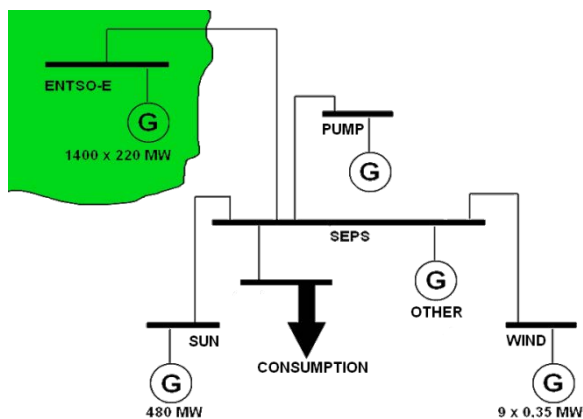 ENTSO-E
G
1400 x 220 MW
PUMP
G
SEPS
G
OTHER
SUN
G
480 MW
CONSUMPTION
WIND
G
9 x 0,35 MW